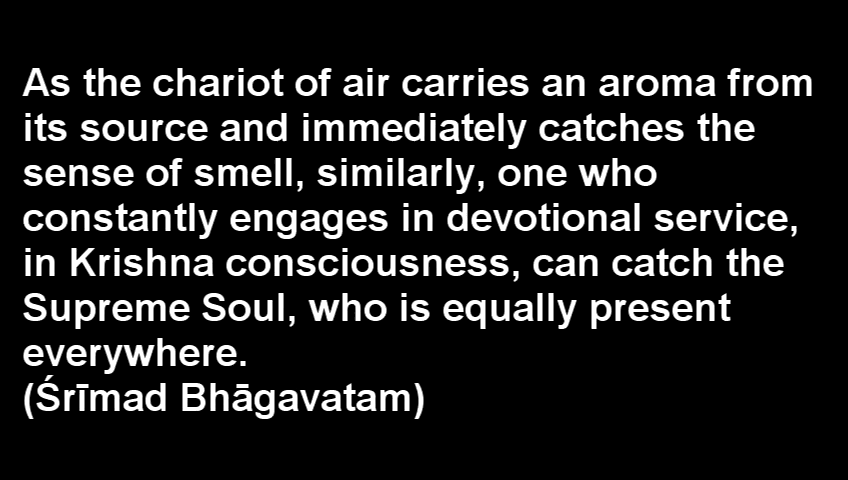 As the chariot of air carries an aroma from
its source and immediately catches the
sense of smell, similarly, one who
constantly engages in devotional service,
in Krishna consciousness, can catch the
Supreme Soul, who is equally present
everywhere.
(Śrīmad Bhāgavatam)